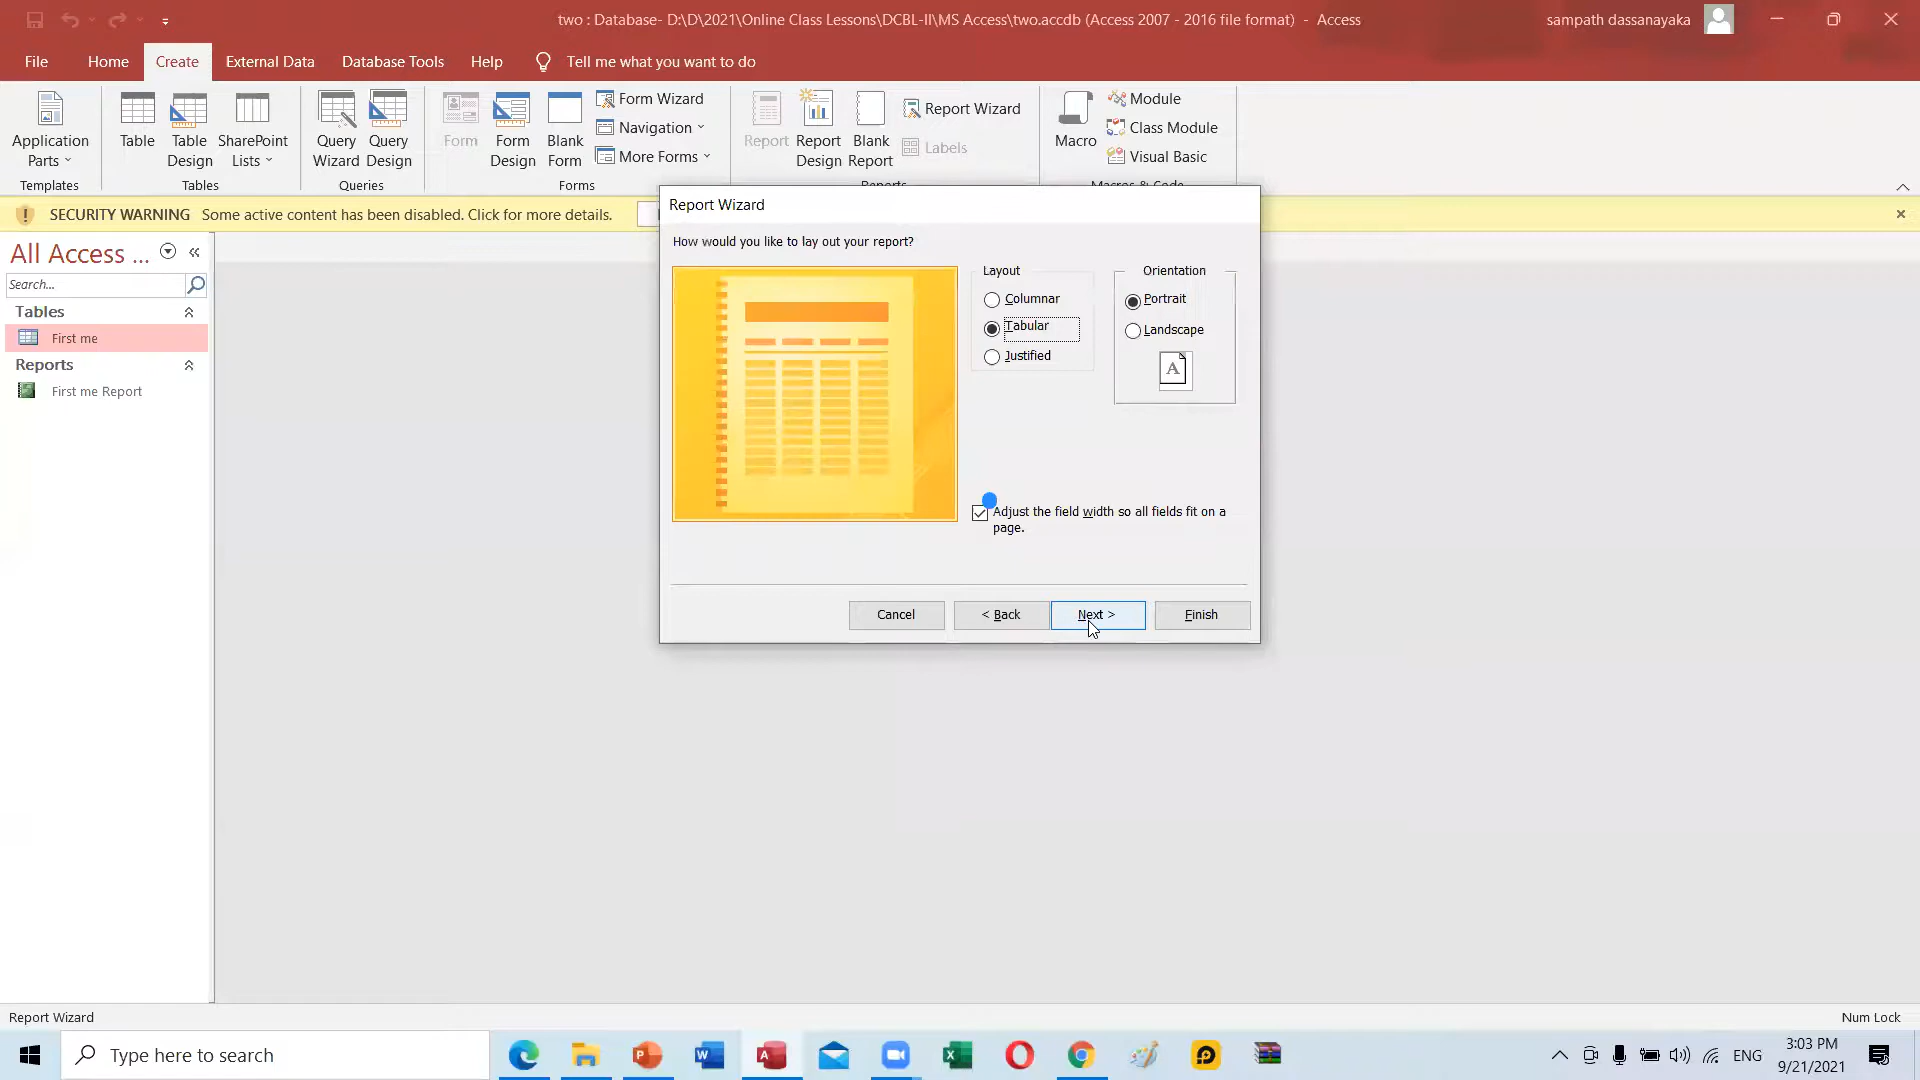 two : Database- D:\D\2021\Online Class Lessons\DCBL-II\MS Access\two.accdb (Access 2007 - 2016 file format) - Access
sampath dassanayaka
File Home Create External Data Database Tools Help Tell me what you want to do
Application Parts
Table
Table Design
SharePoint Lists
Query Wizard
Query Design
Form
Form Design
Blank Form
Form Wizard
Navigation
More Forms
Report
Report Design
Blank Report
Report Wizard
Labels
Macro
Module
Class Module
Visual Basic
Templates
Tables
Queries
Forms
SECURITY WARNING Some active content has been disabled. Click for more details.
All Access ...
Search...
Tables
First me
Reports
First me Report
Report Wizard
How would you like to lay out your report?
Layout
Columnar
Tabular
Justified
Orientation
Portrait
Landscape
A
Adjust the field width so all fields fit on a
page.
Cancel
< Back
Next >
Finish
Report Wizard
Num Lock
Type here to search
ENG
3:03 PM
9/21/2021